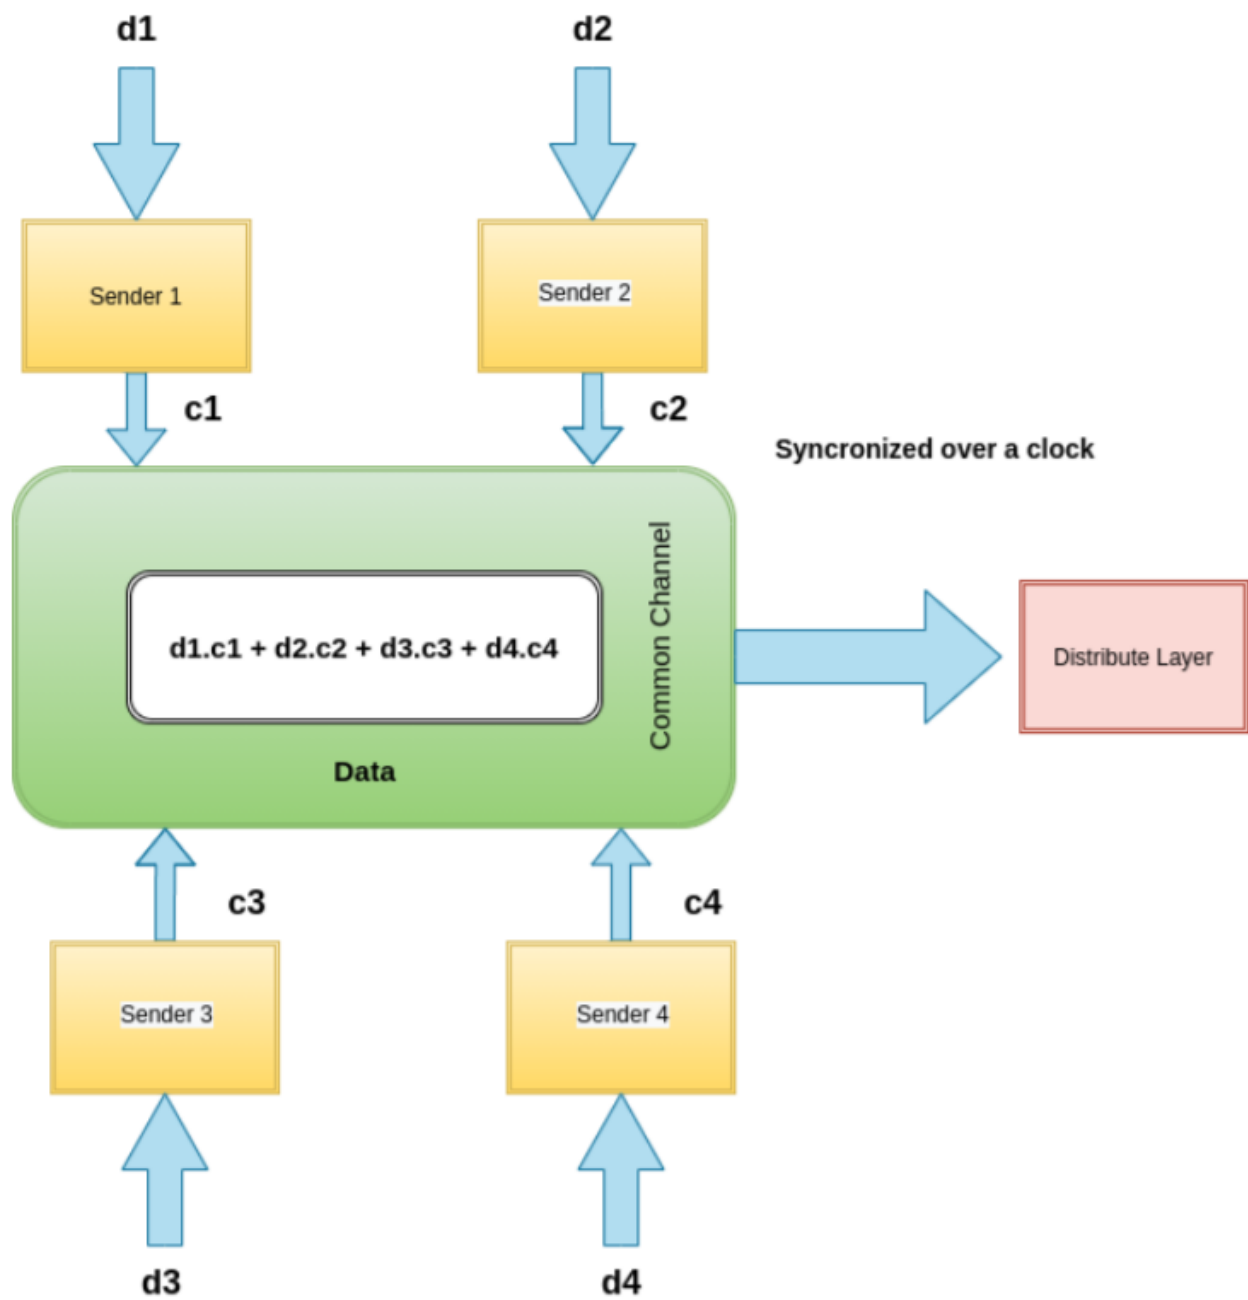 d1
d2
Sender 1
Sender 2
c1
c2
Syncronized over a clock
Common Channel
d1.c1 + d2.c2 + d3.c3 + d4.c4
Distribute Layer
Data
c3
c4
Sender 3
Sender 4
d3
d4